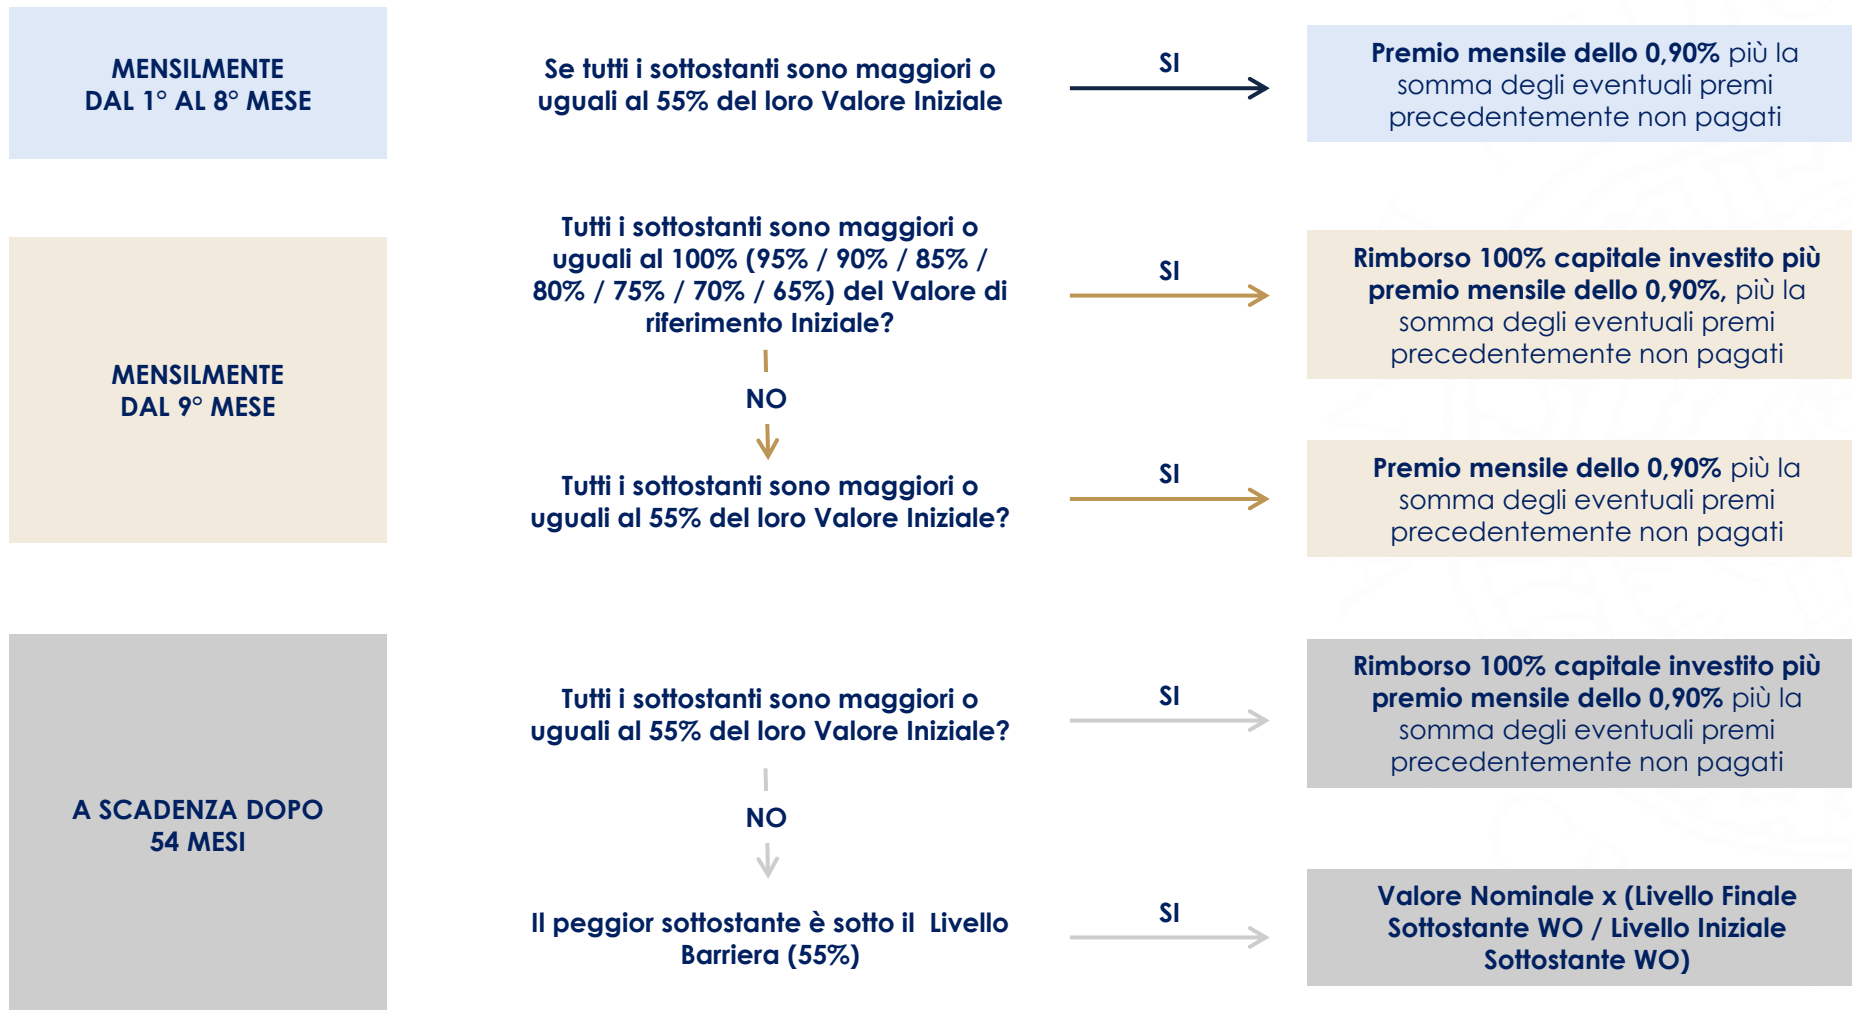 MENSILMENTE
DAL 1° AL 8° MESE
Se tutti i sottostanti sono maggiori o
uguali al 55% del loro Valore Iniziale
SI
Premio mensile dello 0,90% più la
somma degli eventuali premi
precedentemente non pagati
MENSILMENTE
DAL 9° MESE
Tutti i sottostanti sono maggiori o
uguali al 100% (95% / 90% / 85% /
80% / 75% / 70% / 65%) del Valore di
riferimento Iniziale?
SI
Rimborso 100% capitale investito più
premio mensile dello 0,90%, più la
somma degli eventuali premi
precedentemente non pagati
NO
Tutti i sottostanti sono maggiori o
uguali al 55% del loro Valore Iniziale?
SI
Premio mensile dello 0,90% più la
somma degli eventuali premi
precedentemente non pagati
A SCADENZA DOPO
54 MESI
Tutti i sottostanti sono maggiori o
uguali al 55% del loro Valore Iniziale?
SI
Rimborso 100% capitale investito più
premio mensile dello 0,90% più la
somma degli eventuali premi
precedentemente non pagati
NO
Il peggior sottostante è sotto il Livello
Barriera (55%)
SI
Valore Nominale x (Livello Finale
Sottostante WO / Livello Iniziale
Sottostante WO)